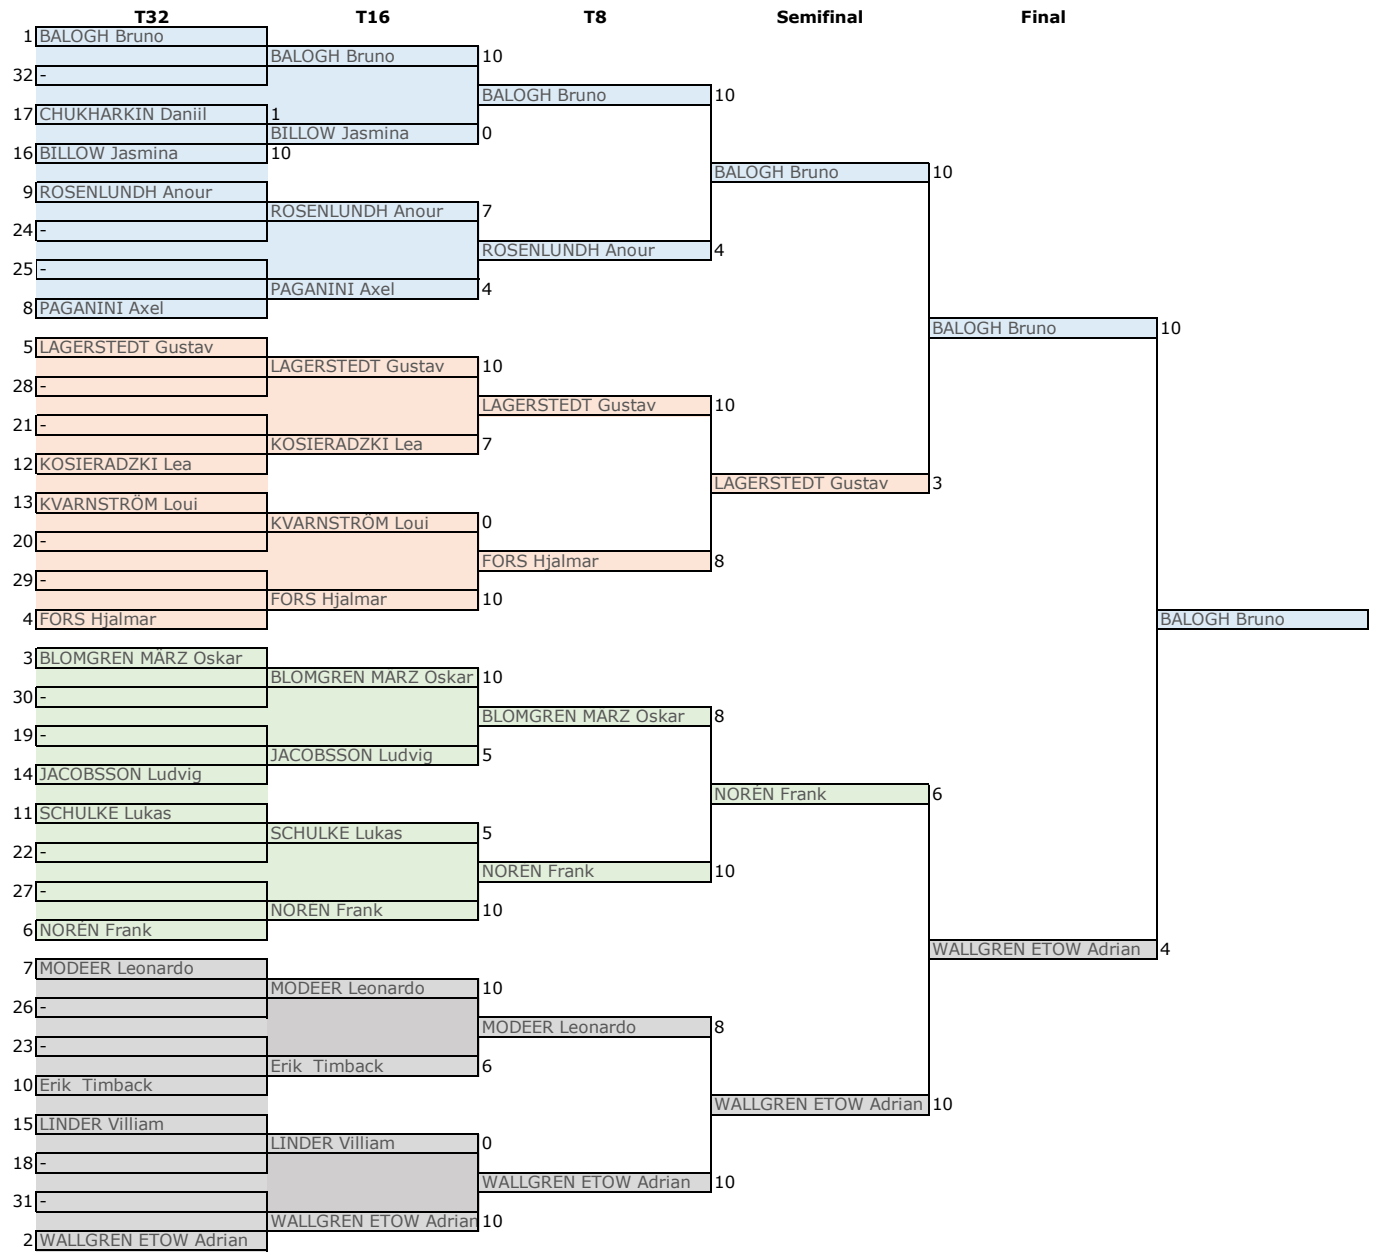 T32 T16 T8 Semifinal Final
1 BALOGH Bruno
BALOGH Bruno 10
32 -
BALOGH Bruno 10
17 CHUKHARKIN Daniil 1
BILLOW Jasmina 0
16 BILLOW Jasmina 10
BALOGH Bruno 10
9 ROSENLUNDH Anour
ROSENLUNDH Anour 7
24 -
ROSENLUNDH Anour 4
25 -
PAGANINI Axel 4
8 PAGANINI Axel
BALOGH Bruno 10
5 LAGERSTEDT Gustav
LAGERSTEDT Gustav 10
28 -
LAGERSTEDT Gustav 10
21 -
KOSIERADZKI Lea 7
12 KOSIERADZKI Lea
LAGERSTEDT Gustav 3
13 KVARNSTRÖM Loui
KVARNSTRÖM Loui 0
20 -
FORS Hjalmar 8
29 -
FORS Hjalmar 10
4 FORS Hjalmar
BALOGH Bruno
3 BLOMGREN MÄRZ Oskar
BLOMGREN MARZ Oskar 10
30 -
BLOMGREN MARZ Oskar 8
19 -
JACOBSSON Ludvig 5
14 JACOBSSON Ludvig
NORÉN Frank 6
11 SCHULKE Lukas
SCHULKE Lukas 5
22 -
NOREN Frank 10
27 -
NOREN Frank 10
6 NORÉN Frank
WALLGREN ETOW Adrian 4
7 MODEER Leonardo
MODEER Leonardo 10
26 -
MODEER Leonardo 8
23 -
Erik  Timback 6
10 Erik  Timback
WALLGREN ETOW Adrian 10
15 LINDER Villiam
LINDER Villiam 0
18 -
WALLGREN ETOW Adrian 10
31 -
WALLGREN ETOW Adrian 10
2 WALLGREN ETOW Adrian